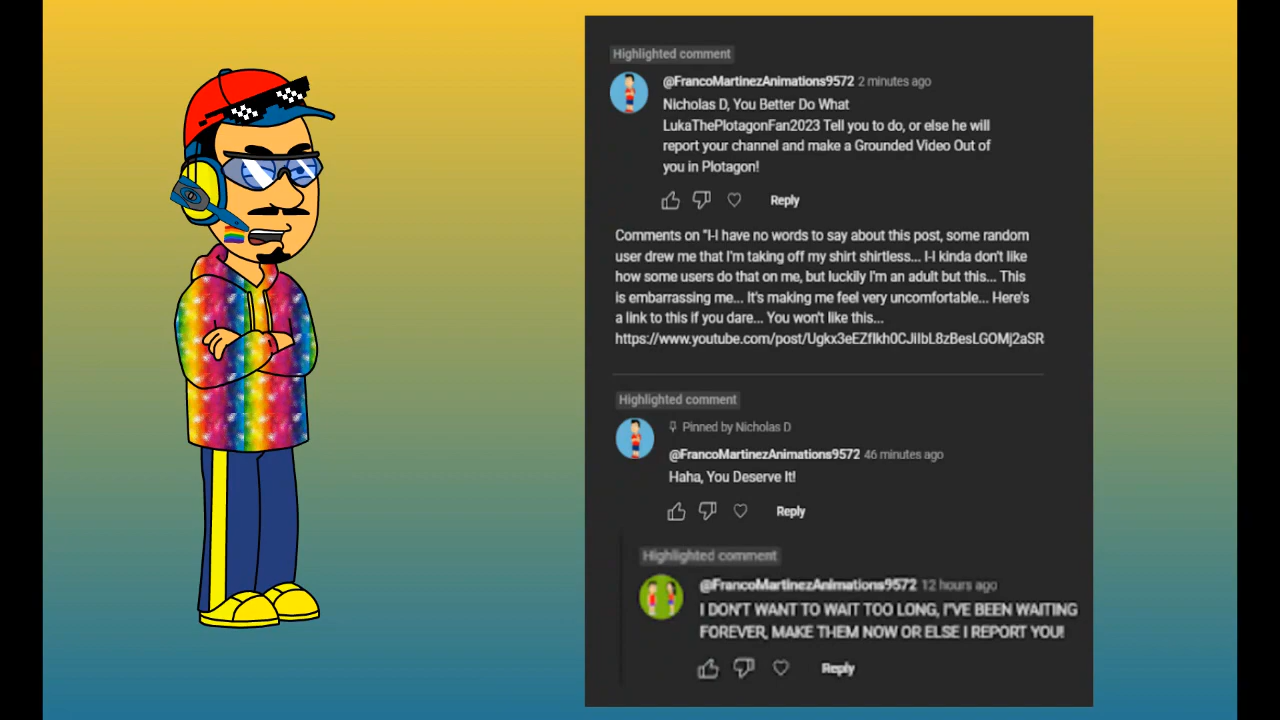 Highlighted comment
@FrancoMartinezAnimations9572 2 minutes ago
Nicholas D, You Better Do What
LukaThePlotagonFan2023 Tell you to do, or else he will
report your channel and make a Grounded Video Out of
you in Plotagon!
Reply
Comments on "I-I have no words to say about this post, some random
user drew me that I'm taking off my shirt shirtless... I-I kinda don't like
how some users do that on me, but luckily I'm an adult but this... This
is embarrassing me... It's making me feel very uncomfortable... Here's
a link to this if you dare... You won't like this...
https://www.youtube.com/post/Ugkx3eEZfIkh0CJIIbL8zBesLGOMj2aSR
Highlighted comment
Pinned by Nicholas D
@FrancoMartinezAnimations9572 46 minutes ago
Haha, You Deserve It!
Reply
Highlighted comment
@FrancoMartinezAnimations9572 12 hours ago
I DON'T WANT TO WAIT TOO LONG, I"VE BEEN WAITING
FOREVER, MAKE THEM NOW OR ELSE I REPORT YOU!
Reply